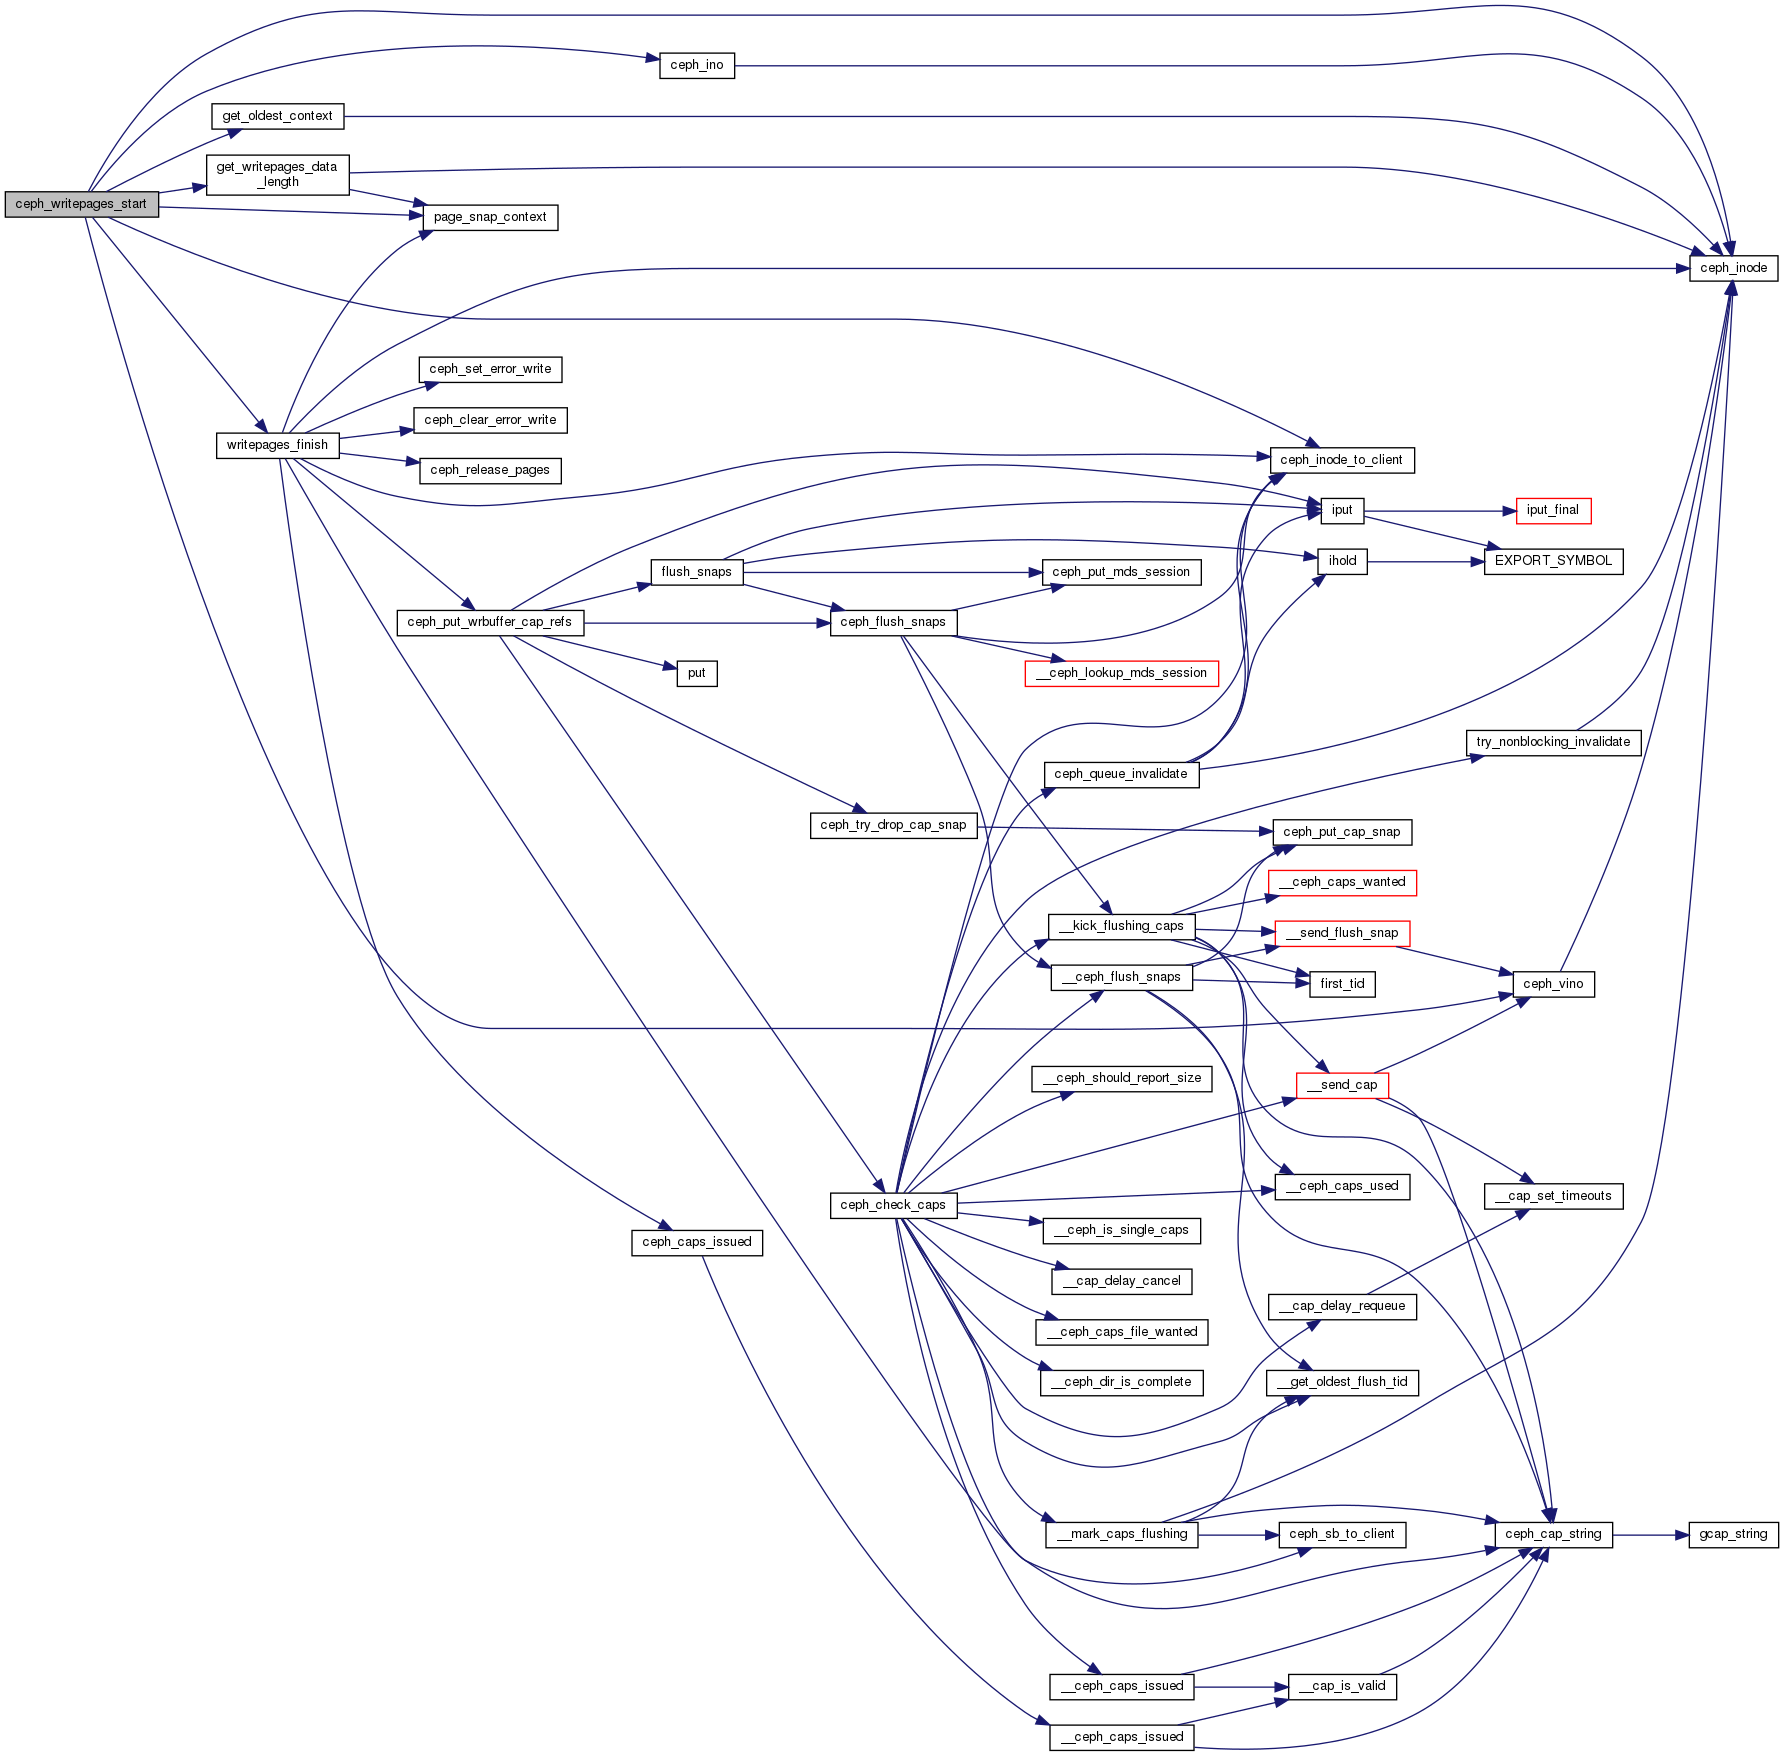 ceph_ino
get_oldest_context
get_writepages_data
_length
ceph_writepages_start
page_snap_context
ceph_inode
ceph_set_error_write
ceph_clear_error_write
writepages_finish
ceph_release_pages
ceph_inode_to_client
iput
iput_final
ihold
EXPORT_SYMBOL
flush_snaps
ceph_put_mds_session
ceph_put_wrbuffer_cap_refs
ceph_flush_snaps
put
__ceph_lookup_mds_session
try_nonblocking_invalidate
ceph_queue_invalidate
ceph_try_drop_cap_snap
ceph_put_cap_snap
__ceph_caps_wanted
__kick_flushing_caps
__send_flush_snap
__ceph_flush_snaps
first_tid
ceph_vino
__ceph_should_report_size
__send_cap
ceph_check_caps
__ceph_caps_used
__cap_set_timeouts
__ceph_is_single_caps
ceph_caps_issued
__cap_delay_cancel
__cap_delay_requeue
__ceph_caps_file_wanted
__ceph_dir_is_complete
__get_oldest_flush_tid
__mark_caps_flushing
ceph_sb_to_client
ceph_cap_string
gcap_string
__ceph_caps_issued
__cap_is_valid
__ceph_caps_issued